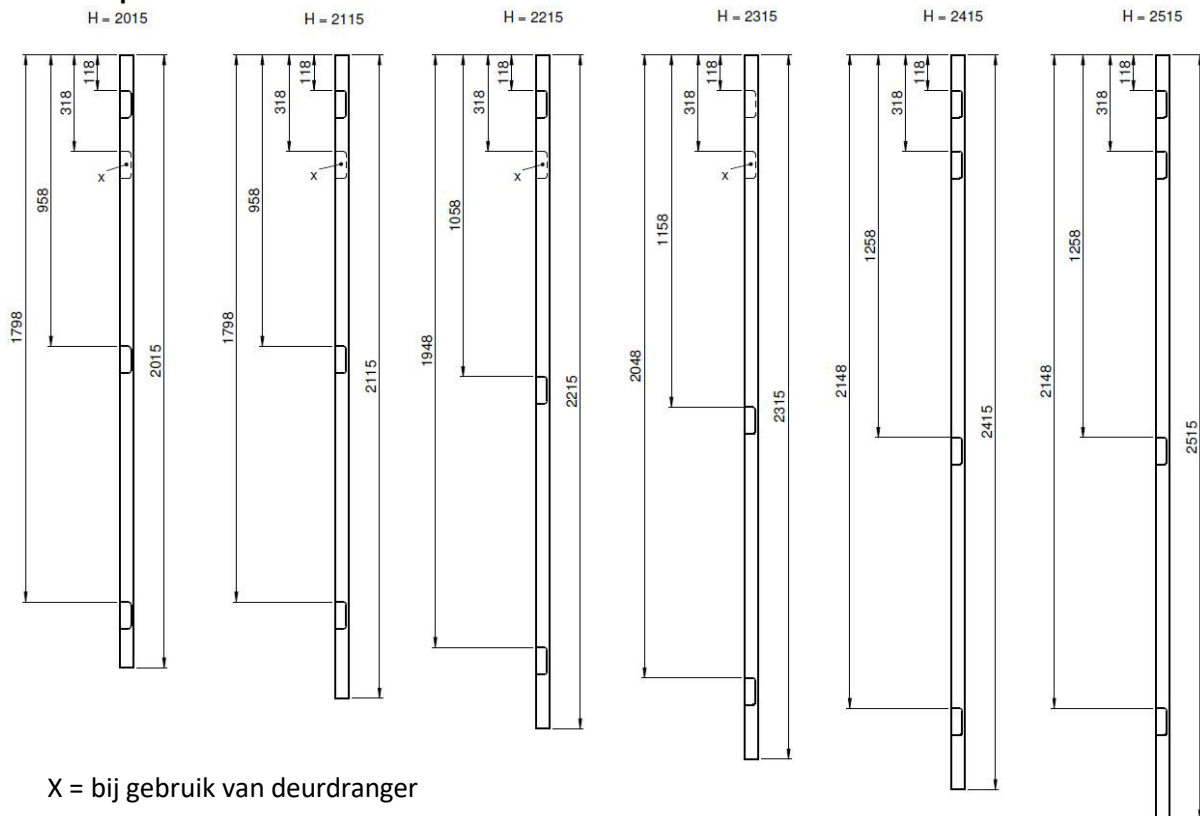 H = 2015
H = 2115
H = 2215
H = 2315
H = 2415
H = 2515
118
318
x
958
1798
2015
118
318
x
958
1798
2115
118
318
x
1058
1948
2215
118
318
x
1158
2048
2315
118
318
1258
2148
2415
118
318
1258
2148
2515
X = bij gebruik van deurdranger